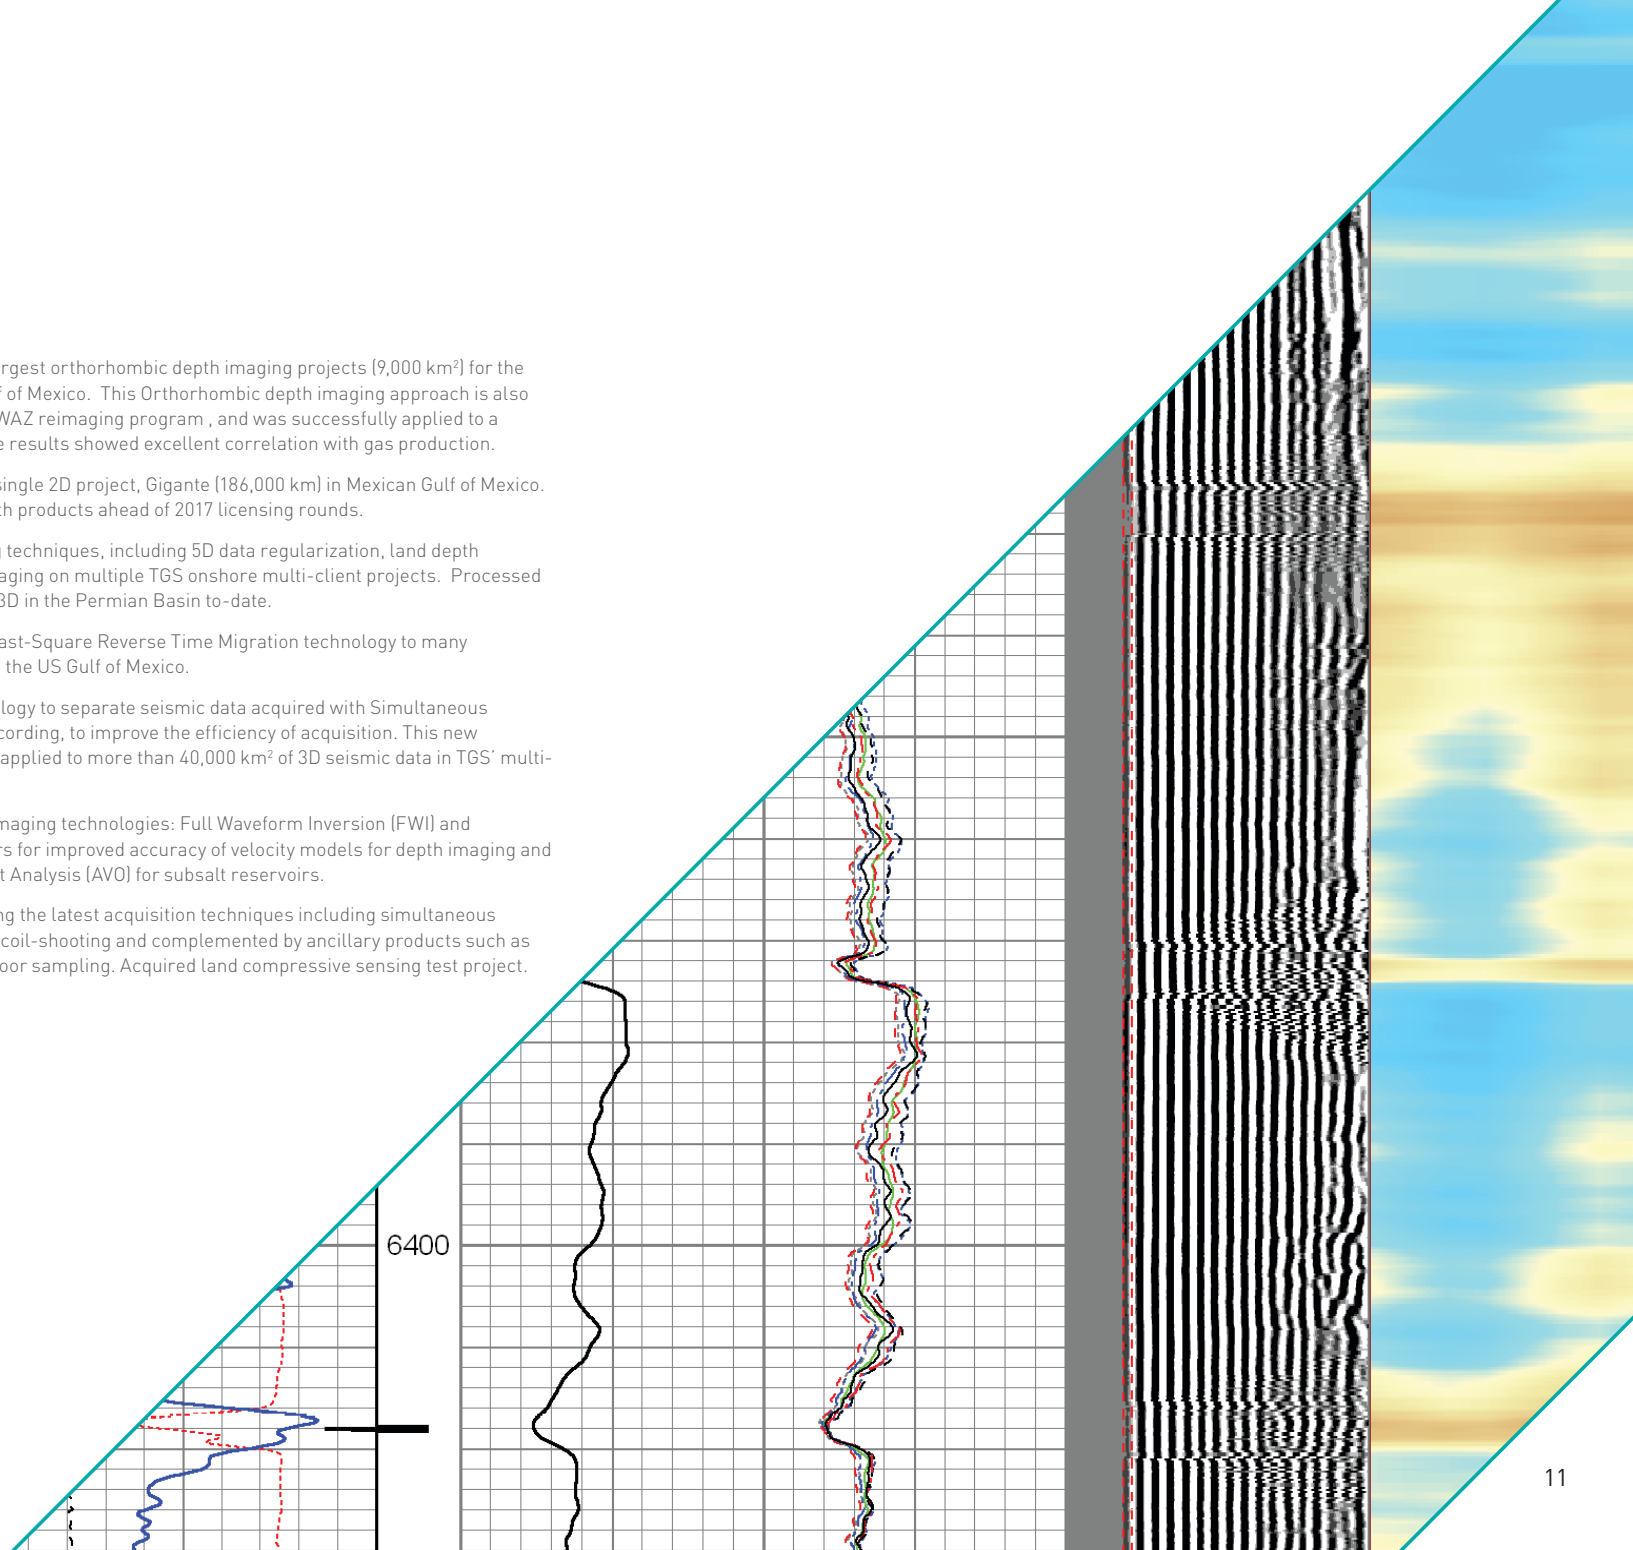 rgest orthorhombic depth imaging projects (9,000 km²) for the
f of Mexico. This Orthorhombic depth imaging approach is also
WAZ reimaging program , and was successfully applied to a
e results showed excellent correlation with gas production.
single 2D project, Gigante (186,000 km) in Mexican Gulf of Mexico.
th products ahead of 2017 licensing rounds.
g techniques, including 5D data regularization, land depth
aging on multiple TGS onshore multi-client projects. Processed
3D in the Permian Basin to-date.
ast-Square Reverse Time Migration technology to many
the US Gulf of Mexico.
logy to separate seismic data acquired with Simultaneous
cording, to improve the efficiency of acquisition. This new
applied to more than 40,000 km² of 3D seismic data in TGS’ multi-
maging technologies: Full Waveform Inversion (FWI) and
rs for improved accuracy of velocity models for depth imaging and
t Analysis (AVO) for subsalt reservoirs.
ng the latest acquisition techniques including simultaneous
coil-shooting and complemented by ancillary products such as
oor sampling. Acquired land compressive sensing test project.
6400
11